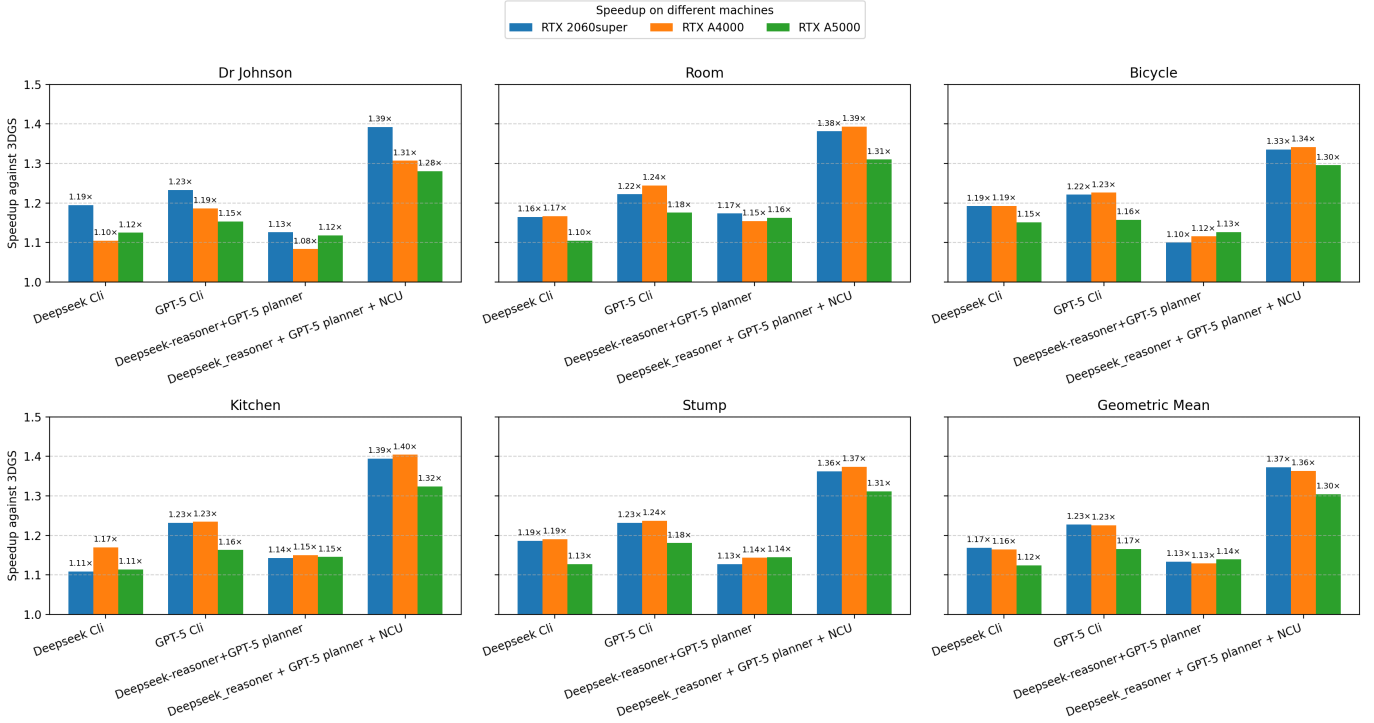 Speedup on different machines
RTX 2060super RTX A4000 RTX A5000
Dr Johnson
Speedup against 3DGS
1.5
1.4
1.3
1.2
1.1
1.0
1.19× 1.10× 1.12×
1.23× 1.19× 1.15×
1.13× 1.08× 1.12×
1.39× 1.31× 1.28×
Deepseek Cli
GPT-5 Cli
Deepseek-reasoner+GPT-5 planner
Deepseek_reasoner + GPT-5 planner + NCU
Room
1.16× 1.17× 1.10×
1.22× 1.24× 1.18×
1.17× 1.15× 1.16×
1.38× 1.39× 1.31×
Deepseek Cli
GPT-5 Cli
Deepseek-reasoner+GPT-5 planner
Deepseek_reasoner + GPT-5 planner + NCU
Bicycle
1.19× 1.19× 1.15×
1.22× 1.23× 1.16×
1.10× 1.12× 1.13×
1.33× 1.34× 1.30×
Deepseek Cli
GPT-5 Cli
Deepseek-reasoner+GPT-5 planner
Deepseek_reasoner + GPT-5 planner + NCU
Kitchen
Speedup against 3DGS
1.5
1.4
1.3
1.2
1.1
1.0
1.11× 1.17× 1.11×
1.23× 1.23× 1.16×
1.14× 1.15× 1.15×
1.39× 1.40× 1.32×
Deepseek Cli
GPT-5 Cli
Deepseek-reasoner+GPT-5 planner
Deepseek_reasoner + GPT-5 planner + NCU
Stump
1.19× 1.19× 1.13×
1.23× 1.24× 1.18×
1.13× 1.14× 1.14×
1.36× 1.37× 1.31×
Deepseek Cli
GPT-5 Cli
Deepseek-reasoner+GPT-5 planner
Deepseek_reasoner + GPT-5 planner + NCU
Geometric Mean
1.17× 1.16× 1.12×
1.23× 1.23× 1.17×
1.13× 1.13× 1.14×
1.37× 1.36× 1.30×
Deepseek Cli
GPT-5 Cli
Deepseek-reasoner+GPT-5 planner
Deepseek_reasoner + GPT-5 planner + NCU